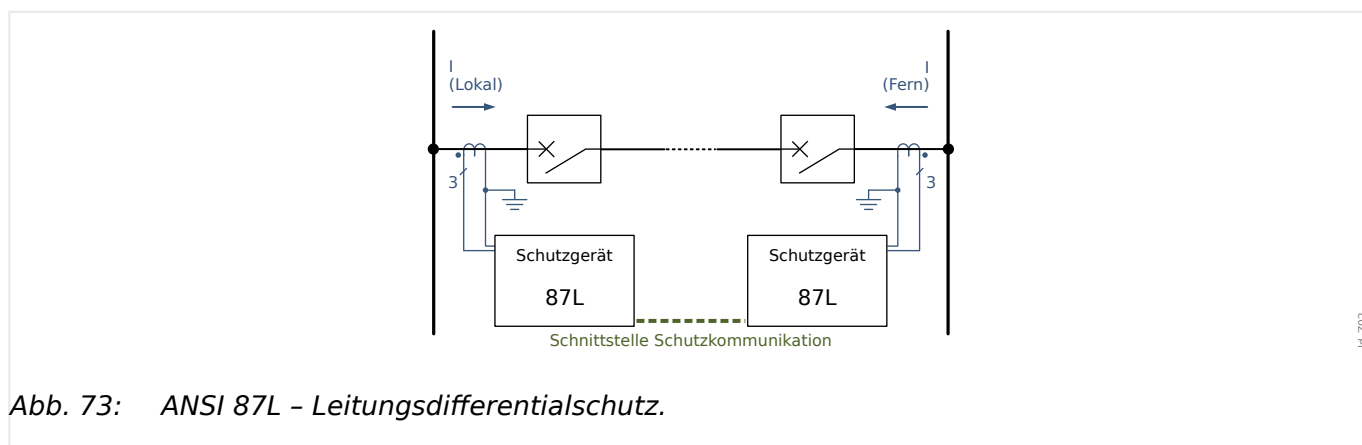 I
(Lokal)
I
(Fern)
3
3
Schutzgerät
87L
Schutzgerät
87L
Schnittstelle Schutzkommunikation
Abb. 73: ANSI 87L – Leitungsdifferentialschutz.